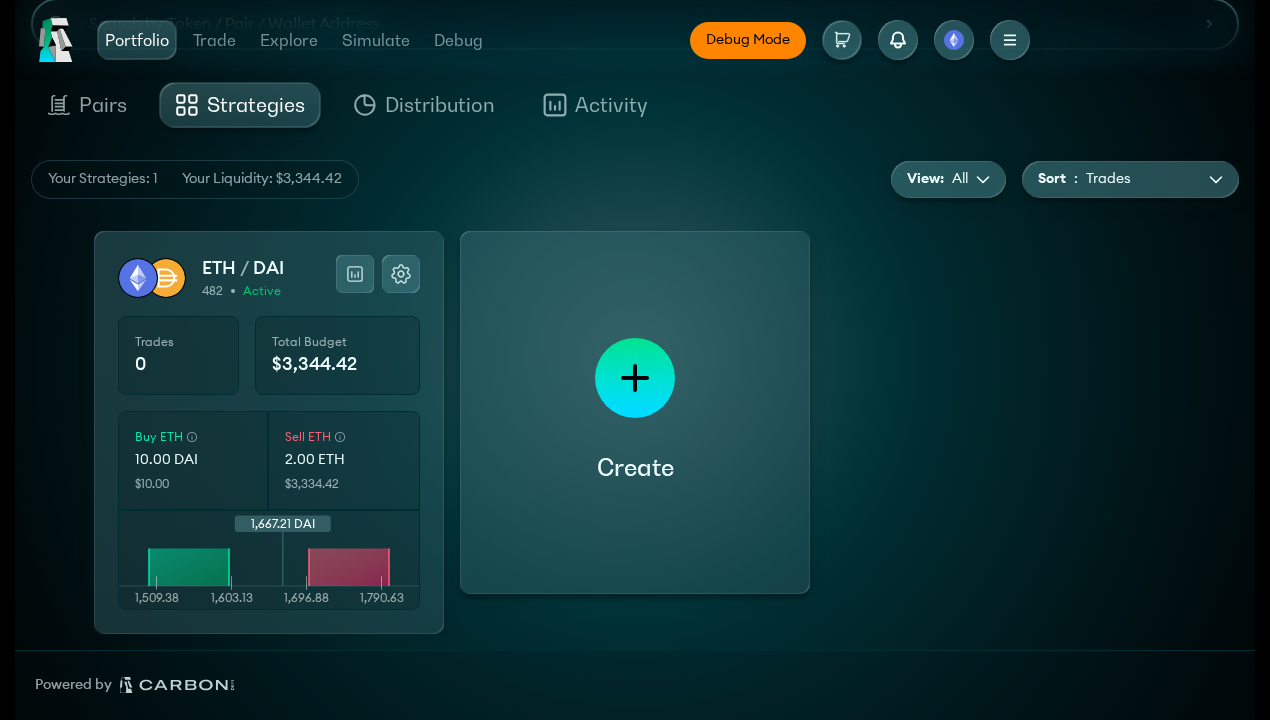 Search by Token / Pair / Wallet Address
Portfolio Trade Explore Simulate Debug
Debug Mode
Pairs Strategies Distribution Activity
Your Strategies: 1 Your Liquidity: $3,344.42
View: All
Sort : Trades
ETH / DAI
482 • Active
Trades
0
Total Budget
$3,344.42
Buy ETH
10.00 DAI
$10.00
Sell ETH
2.00 ETH
$3,334.42
1,667.21 DAI
1,509.38 1,603.13 1,696.88 1,790.63
Create
Powered by CARBON